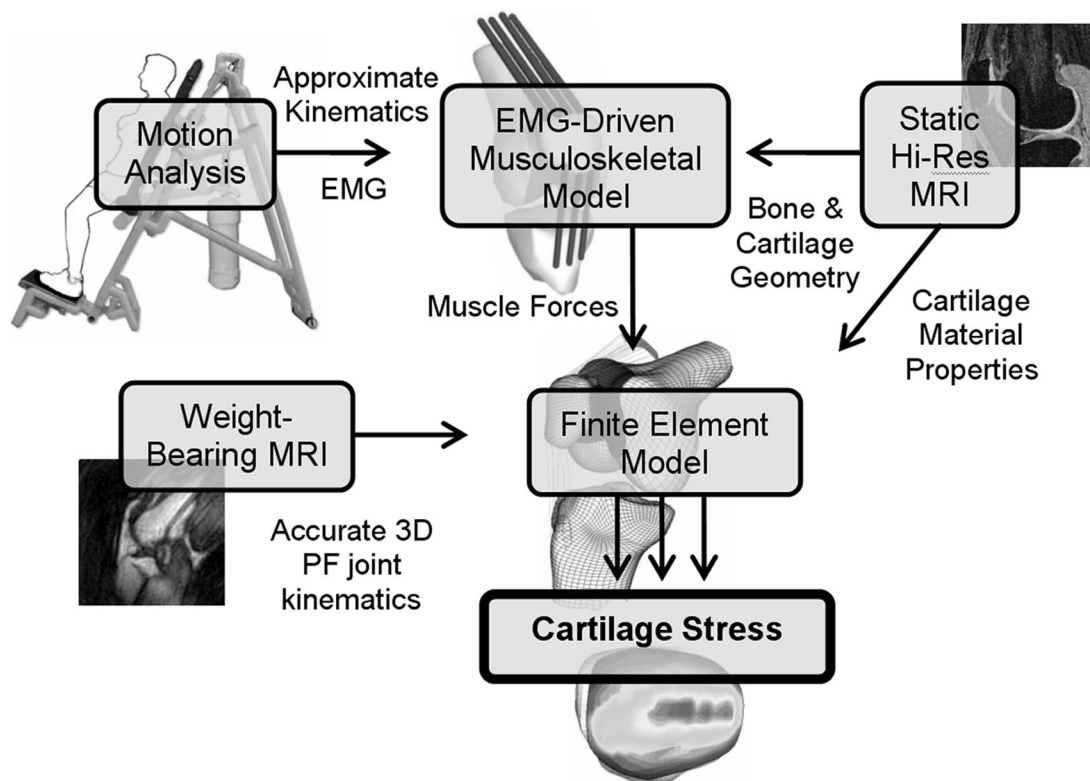 Motion
Analysis
Approximate
Kinematics
EMG
EMG-Driven
Musculoskeletal
Model
Static
Hi-Res
MRI
Bone &
Cartilage
Geometry
Muscle Forces
Cartilage
Material
Properties
Weight-
Bearing MRI
Finite Element
Model
Accurate 3D
PF joint
kinematics
Cartilage Stress